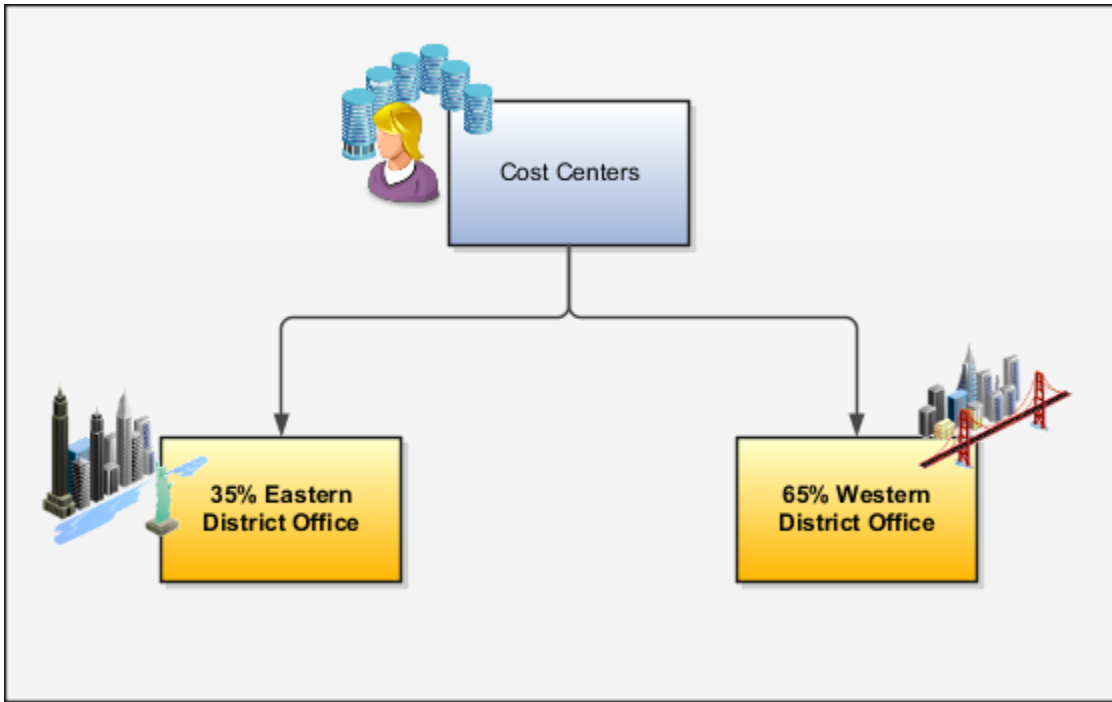 Cost Centers
35% Eastern
District Office
65% Western
District Office